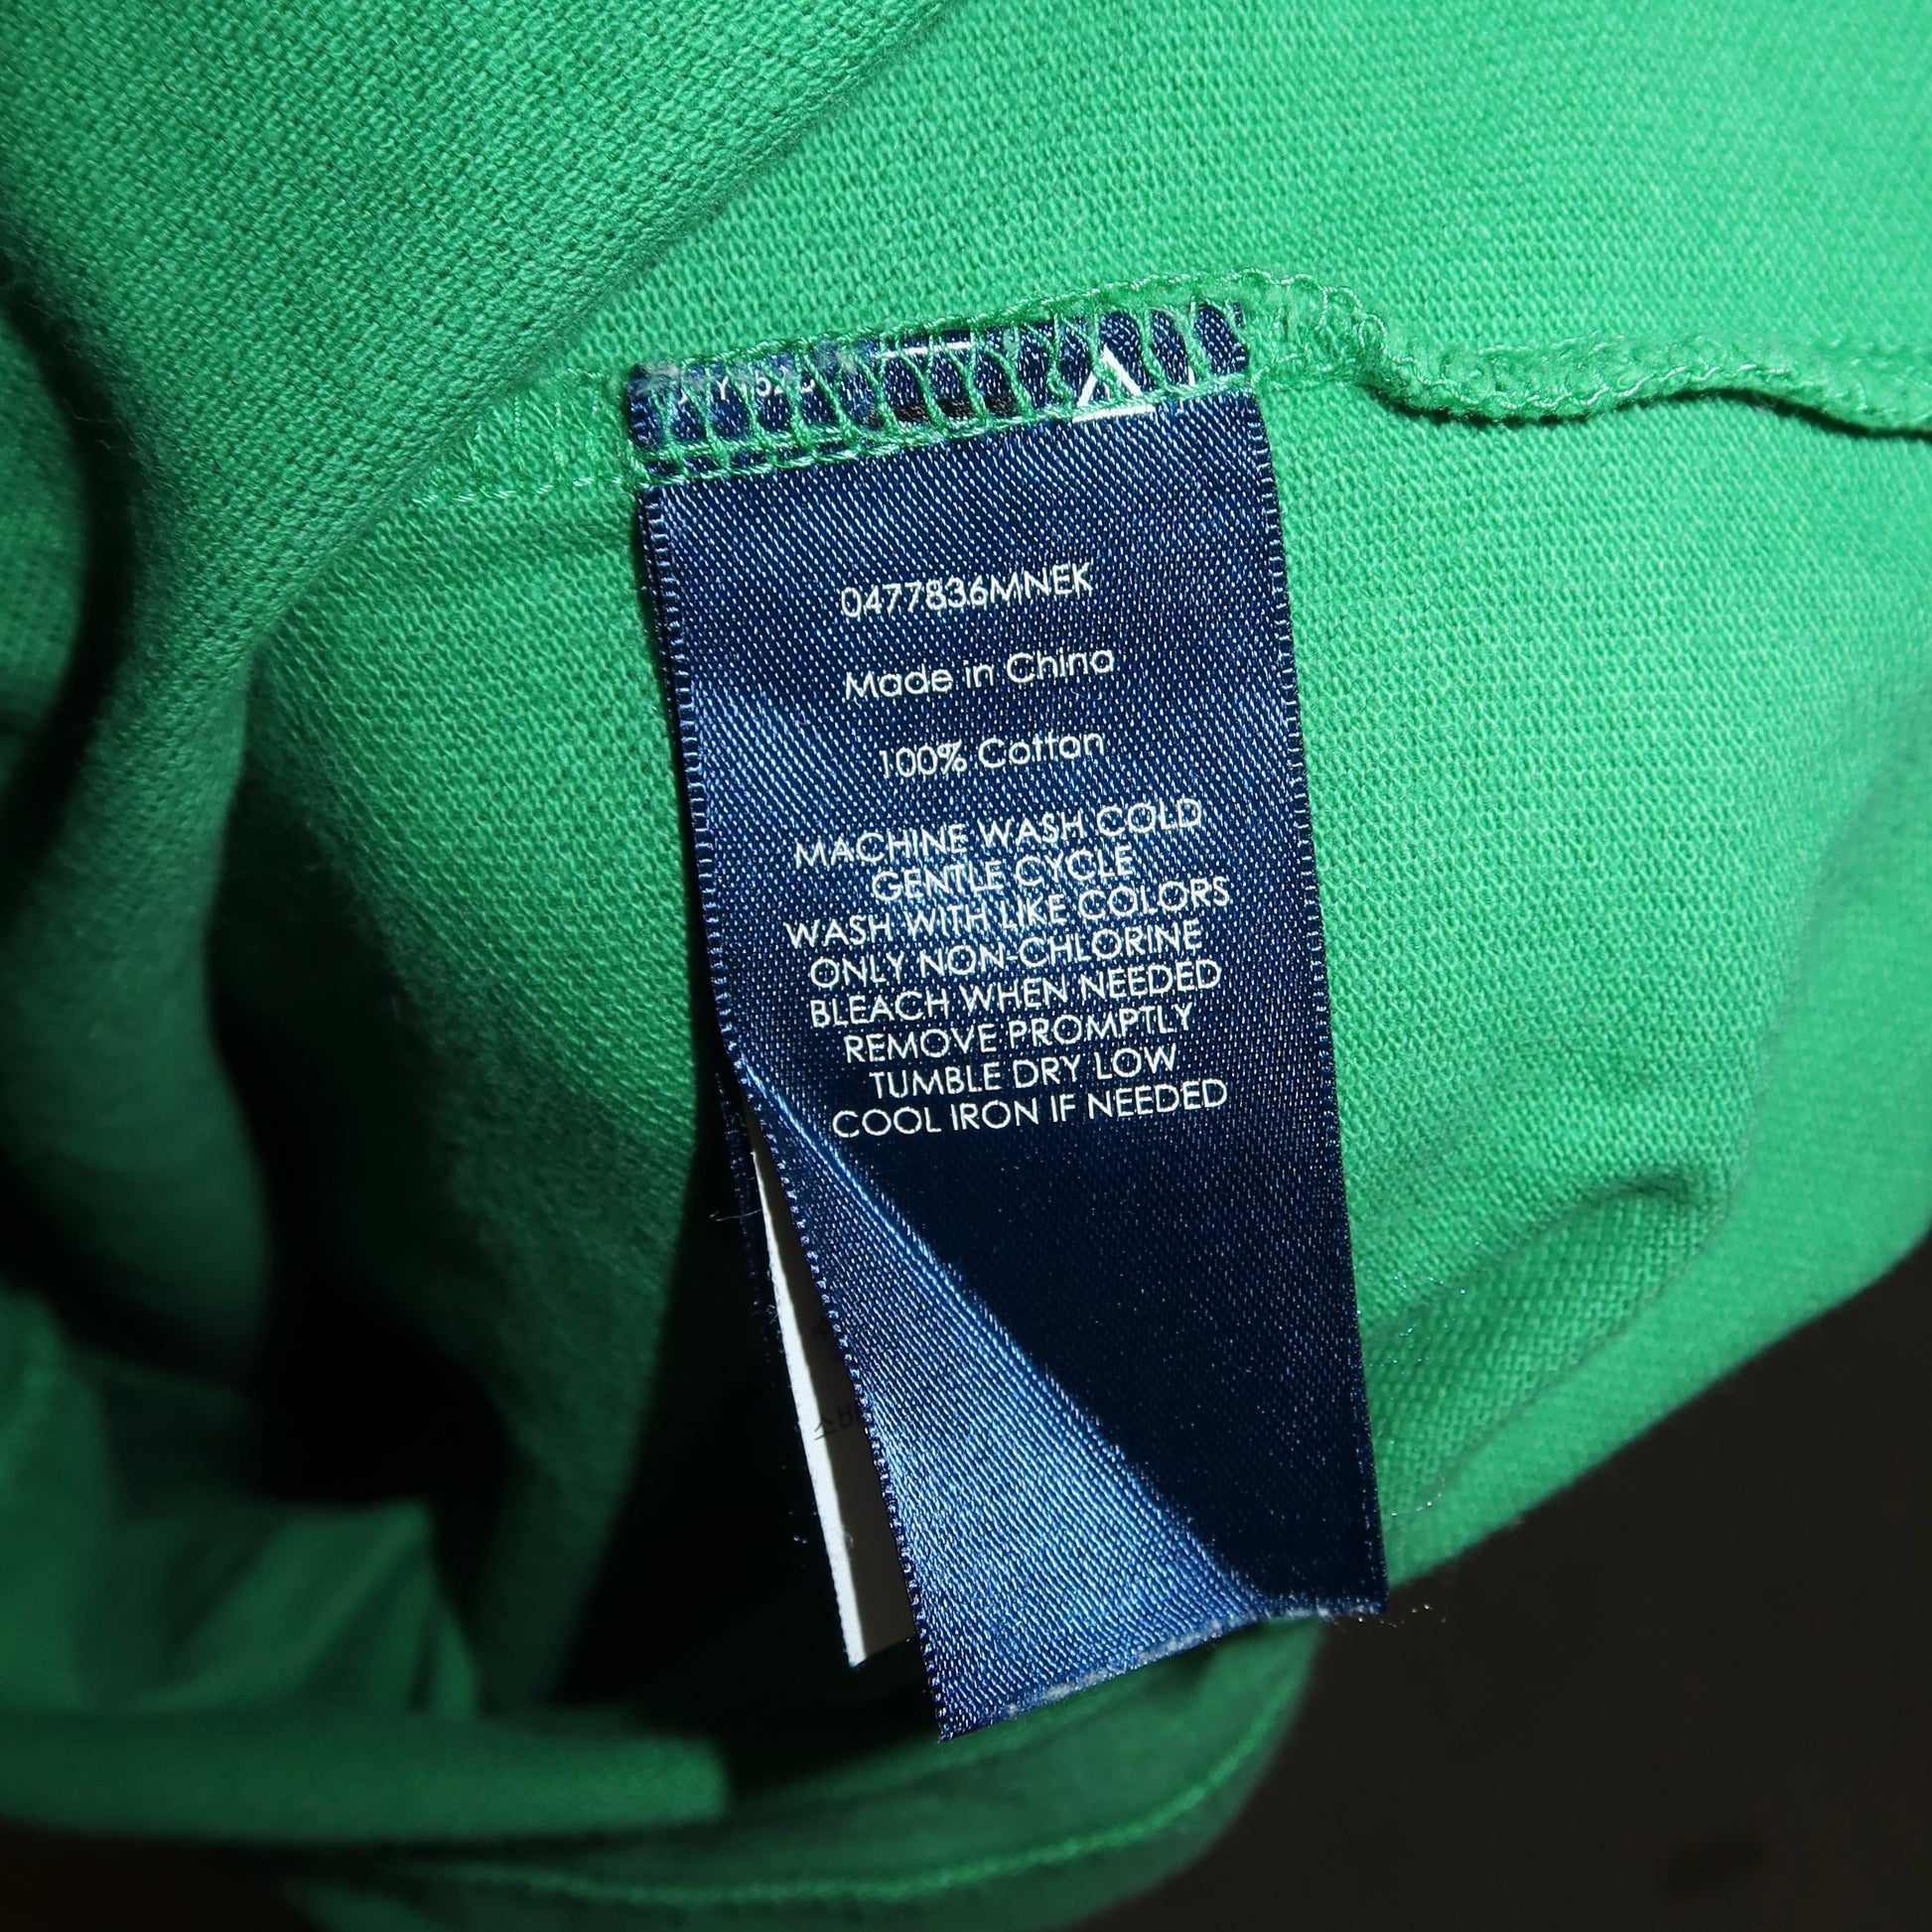 0477836MNEK
Made in China
100% Cotton
MACHINE WASH COLD
GENTLE CYCLE
WASH WITH LIKE COLORS
ONLY NON-CHLORINE
BLEACH WHEN NEEDED
REMOVE PROMPTLY
TUMBLE DRY LOW
COOL IRON IF NEEDED